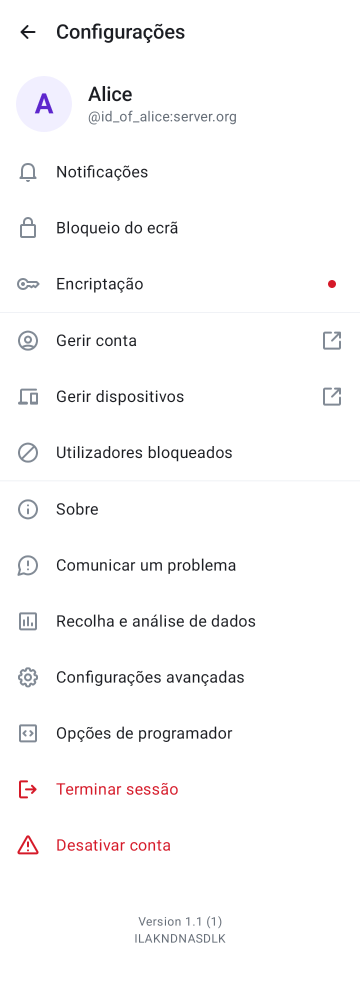 Configurações
A
Alice
@id_of_alice:server.org
Notificações
Bloqueio do ecrã
Encriptação
Gerir conta
Gerir dispositivos
Utilizadores bloqueados
Sobre
Comunicar um problema
Recolha e análise de dados
Configurações avançadas
Opções de programador
Terminar sessão
Desativar conta
Version 1.1 (1)
ILAKNDNASDLK